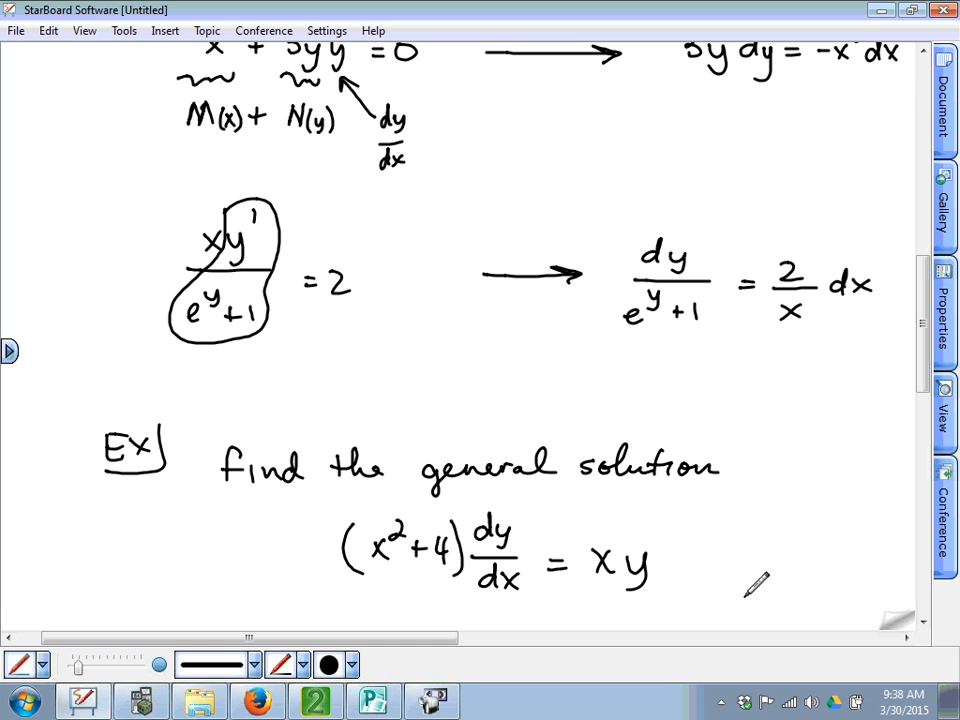 StarBoard Software [Untitled]
File Edit View Tools Insert Topic Conference Settings Help
= 0 → dy = -x dx
M(x) + N(y) dy/dx
xy'/(e^y + 1) = 2 → dy/(e^y + 1) = 2/x dx
Ex) Find the general solution
(x² + 4) dy/dx = xy
Document
Gallery
Properties
View
Conference
9:38 AM
3/30/2015